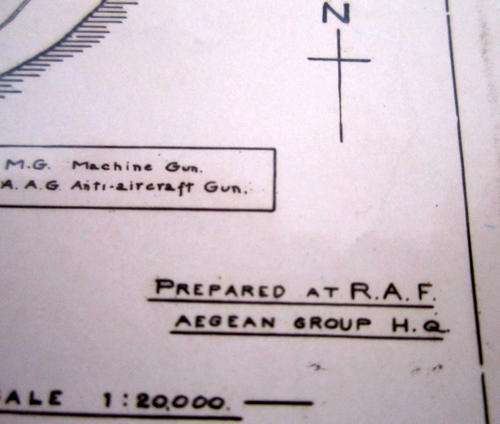 N
M.G. Machine Gun.
A.A.G Anti-aircraft Gun.
PREPARED AT R.A.F.
AEGEAN GROUP H.Q.
1:20,000.